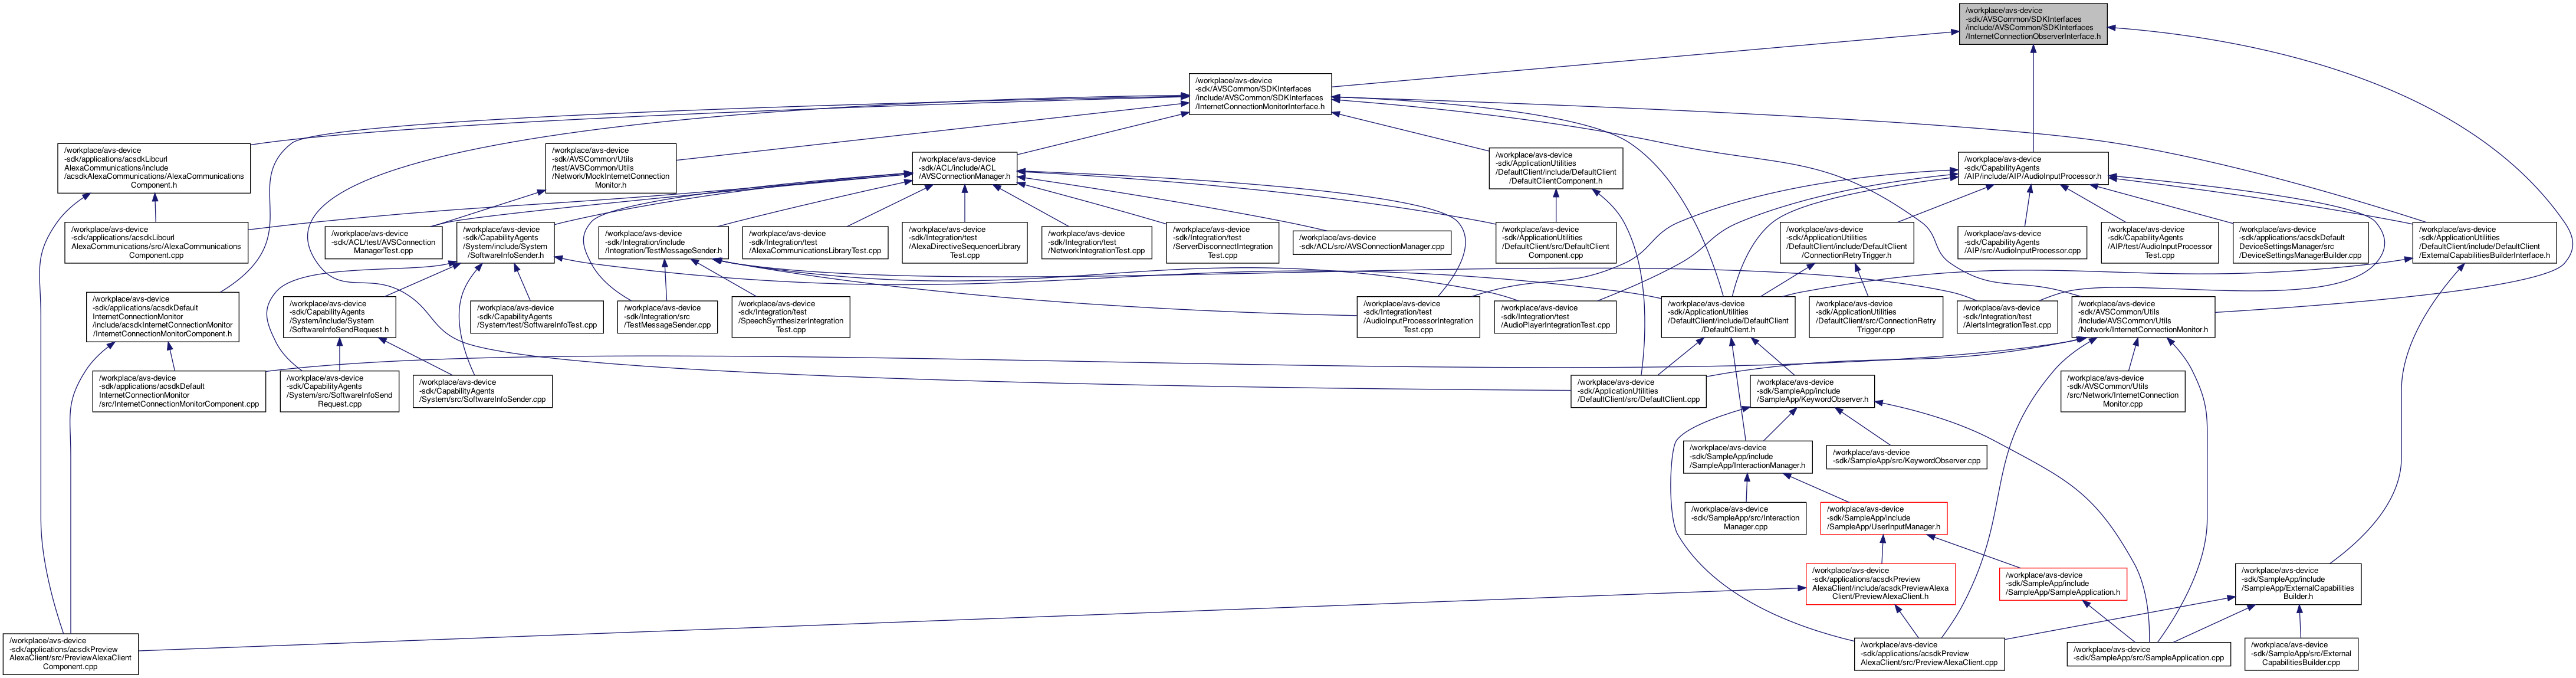 /workplace/avs-device
-sdk/AVSCommon/SDKInterfaces
/include/AVSCommon/SDKInterfaces
/InternetConnectionObserverInterface.h
/workplace/avs-device
-sdk/AVSCommon/SDKInterfaces
/include/AVSCommon/SDKInterfaces
/InternetConnectionMonitorInterface.h
/workplace/avs-device
-sdk/applications/acsdkLibcurl
AlexaCommunications/include
/acsdkAlexaCommunications/AlexaCommunications
Component.h
/workplace/avs-device
-sdk/AVSCommon/Utils
/test/AVSCommon/Utils
/Network/MockInternetConnection
Monitor.h
/workplace/avs-device
-sdk/ACL/include/ACL
/AVSConnectionManager.h
/workplace/avs-device
-sdk/ApplicationUtilities
/DefaultClient/include/DefaultClient
/DefaultClientComponent.h
/workplace/avs-device
-sdk/CapabilityAgents
/AIP/include/AIP/AudioInputProcessor.h
/workplace/avs-device
-sdk/applications/acsdkLibcurl
AlexaCommunications/src/AlexaCommunications
Component.cpp
/workplace/avs-device
-sdk/ACL/test/AVSConnection
ManagerTest.cpp
/workplace/avs-device
-sdk/CapabilityAgents
/System/include/System
/SoftwareInfoSender.h
/workplace/avs-device
-sdk/Integration/include
/Integration/TestMessageSender.h
/workplace/avs-device
-sdk/Integration/test
/AlexaCommunicationsLibraryTest.cpp
/workplace/avs-device
-sdk/Integration/test
/AlexaDirectiveSequencerLibrary
Test.cpp
/workplace/avs-device
-sdk/Integration/test
/NetworkIntegrationTest.cpp
/workplace/avs-device
-sdk/Integration/test
/ServerDisconnectIntegration
Test.cpp
/workplace/avs-device
-sdk/ACL/src/AVSConnectionManager.cpp
/workplace/avs-device
-sdk/ApplicationUtilities
/DefaultClient/src/DefaultClient
Component.cpp
/workplace/avs-device
-sdk/ApplicationUtilities
/DefaultClient/include/DefaultClient
/ConnectionRetryTrigger.h
/workplace/avs-device
-sdk/CapabilityAgents
/AIP/src/AudioInputProcessor.cpp
/workplace/avs-device
-sdk/CapabilityAgents
/AIP/test/AudioInputProcessor
Test.cpp
/workplace/avs-device
-sdk/applications/acsdkDefault
DeviceSettingsManager/src
/DeviceSettingsManagerBuilder.cpp
/workplace/avs-device
-sdk/ApplicationUtilities
/DefaultClient/include/DefaultClient
/ExternalCapabilitiesBuilderInterface.h
/workplace/avs-device
-sdk/applications/acsdkDefault
InternetConnectionMonitor
/include/acsdkInternetConnectionMonitor
/InternetConnectionMonitorComponent.h
/workplace/avs-device
-sdk/CapabilityAgents
/System/include/System
/SoftwareInfoSendRequest.h
/workplace/avs-device
-sdk/CapabilityAgents
/System/test/SoftwareInfoTest.cpp
/workplace/avs-device
-sdk/Integration/src
/TestMessageSender.cpp
/workplace/avs-device
-sdk/Integration/test
/SpeechSynthesizerIntegration
Test.cpp
/workplace/avs-device
-sdk/Integration/test
/AudioInputProcessorIntegration
Test.cpp
/workplace/avs-device
-sdk/Integration/test
/AudioPlayerIntegrationTest.cpp
/workplace/avs-device
-sdk/ApplicationUtilities
/DefaultClient/include/DefaultClient
/DefaultClient.h
/workplace/avs-device
-sdk/ApplicationUtilities
/DefaultClient/src/ConnectionRetry
Trigger.cpp
/workplace/avs-device
-sdk/Integration/test
/AlertsIntegrationTest.cpp
/workplace/avs-device
-sdk/AVSCommon/Utils
/include/AVSCommon/Utils
/Network/InternetConnectionMonitor.h
/workplace/avs-device
-sdk/applications/acsdkDefault
InternetConnectionMonitor
/src/InternetConnectionMonitorComponent.cpp
/workplace/avs-device
-sdk/CapabilityAgents
/System/src/SoftwareInfoSend
Request.cpp
/workplace/avs-device
-sdk/CapabilityAgents
/System/src/SoftwareInfoSender.cpp
/workplace/avs-device
-sdk/ApplicationUtilities
/DefaultClient/src/DefaultClient.cpp
/workplace/avs-device
-sdk/SampleApp/include
/SampleApp/KeywordObserver.h
/workplace/avs-device
-sdk/AVSCommon/Utils
/src/Network/InternetConnection
Monitor.cpp
/workplace/avs-device
-sdk/SampleApp/include
/SampleApp/InteractionManager.h
/workplace/avs-device
-sdk/SampleApp/src/KeywordObserver.cpp
/workplace/avs-device
-sdk/SampleApp/src/Interaction
Manager.cpp
/workplace/avs-device
-sdk/SampleApp/include
/SampleApp/UserInputManager.h
/workplace/avs-device
-sdk/applications/acsdkPreview
AlexaClient/include/acsdkPreviewAlexa
Client/PreviewAlexaClient.h
/workplace/avs-device
-sdk/SampleApp/include
/SampleApp/SampleApplication.h
/workplace/avs-device
-sdk/SampleApp/include
/SampleApp/ExternalCapabilities
Builder.h
/workplace/avs-device
-sdk/applications/acsdkPreview
AlexaClient/src/PreviewAlexaClient
Component.cpp
/workplace/avs-device
-sdk/applications/acsdkPreview
AlexaClient/src/PreviewAlexaClient.cpp
/workplace/avs-device
-sdk/SampleApp/src/SampleApplication.cpp
/workplace/avs-device
-sdk/SampleApp/src/External
CapabilitiesBuilder.cpp